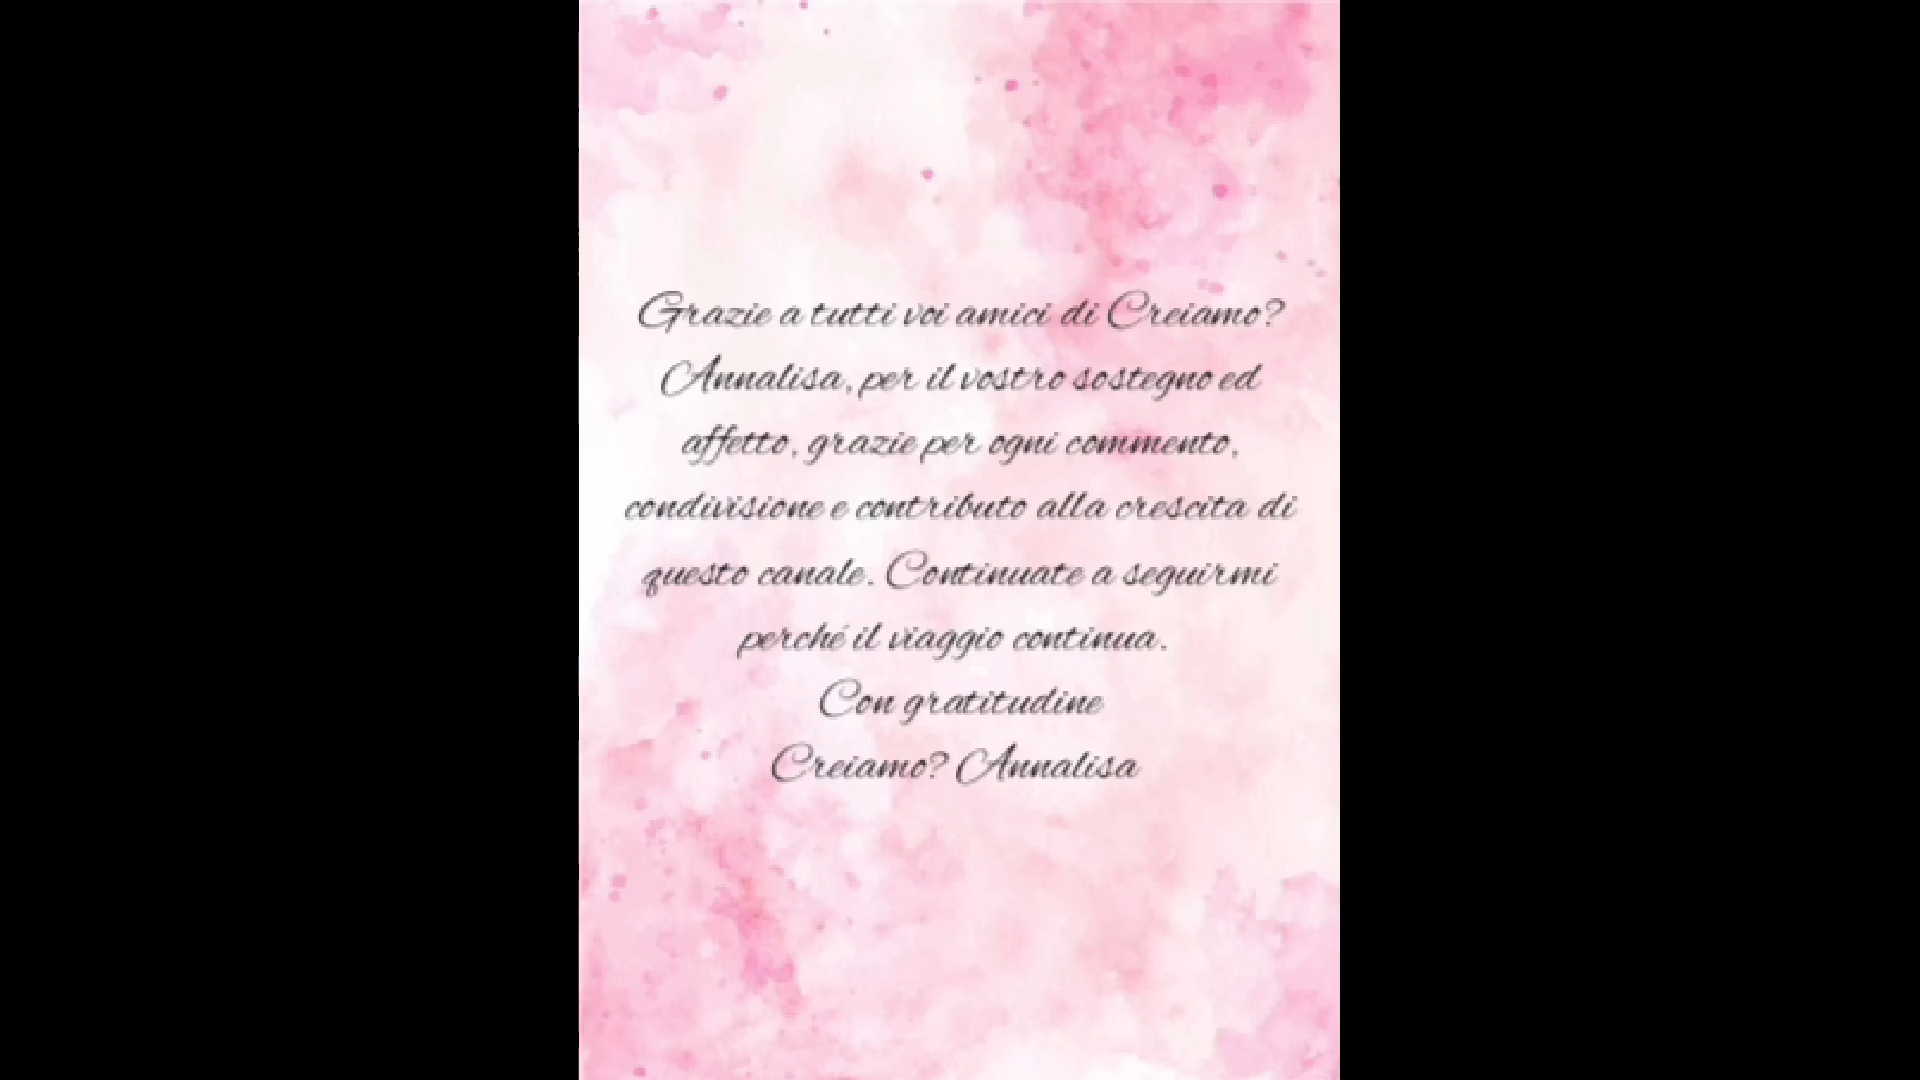 Grazie a tutti voi amici di Creiamo?
Annalisa, per il vostro sostegno ed
affetto, grazie per ogni commento,
condivisione e contributo alla crescita di
questo canale. Continuate a seguirmi
perché il viaggio continua.
Con gratitudine
Creiamo? Annalisa